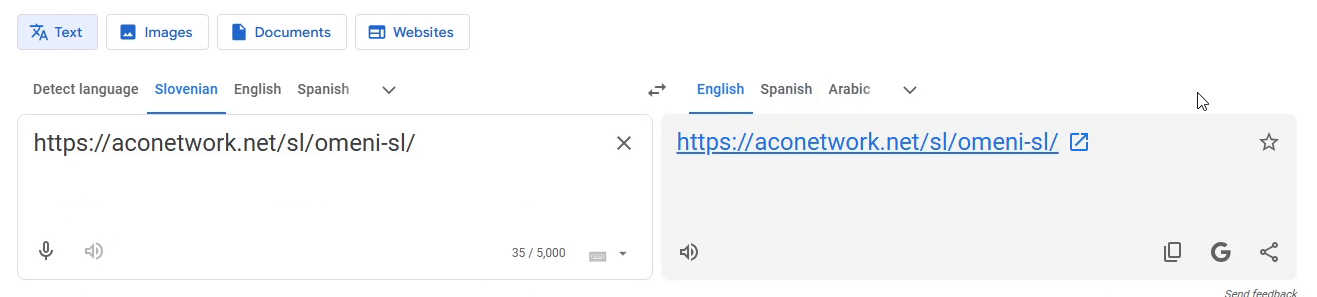 Text Images Documents Websites
Detect language Slovenian English Spanish English Spanish Arabic
https://aconetwork.net/sl/omeni-sl/ https://aconetwork.net/sl/omeni-sl/
35 / 5,000
Send feedback